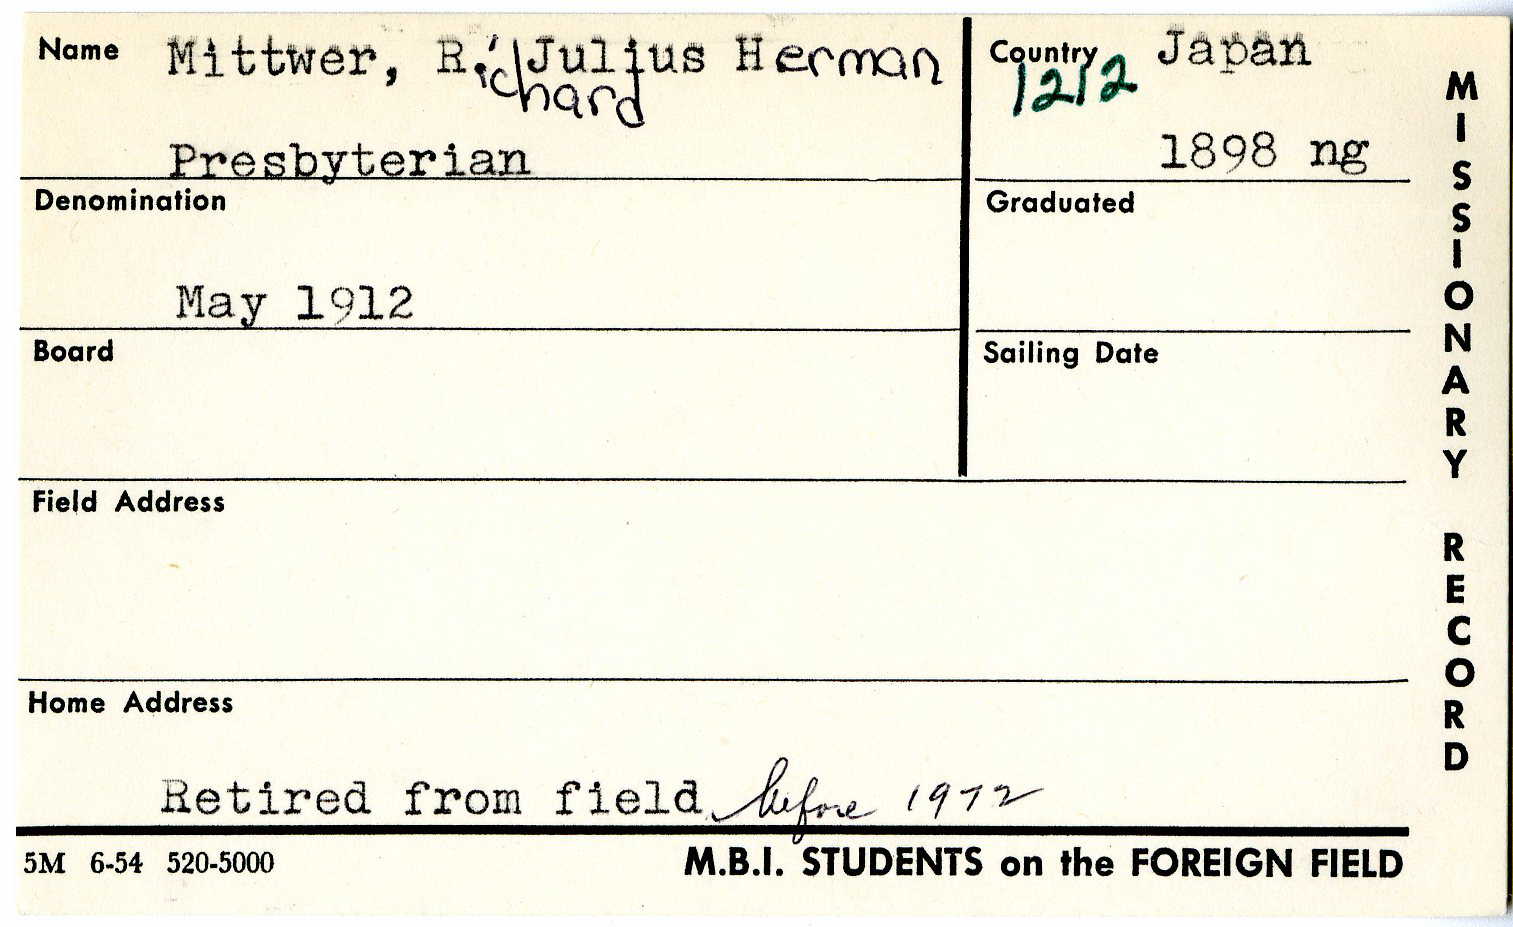 Name Mittwer, R. ichard Julius Herman
Country Japan
1212
Presbyterian
1898 ng
Denomination
Graduated
May 1912
Board
Sailing Date
Field Address
Home Address
Retired from field before 1972
5M 6-54 520-5000
M.B.I. STUDENTS on the FOREIGN FIELD
MISSIONARY RECORD